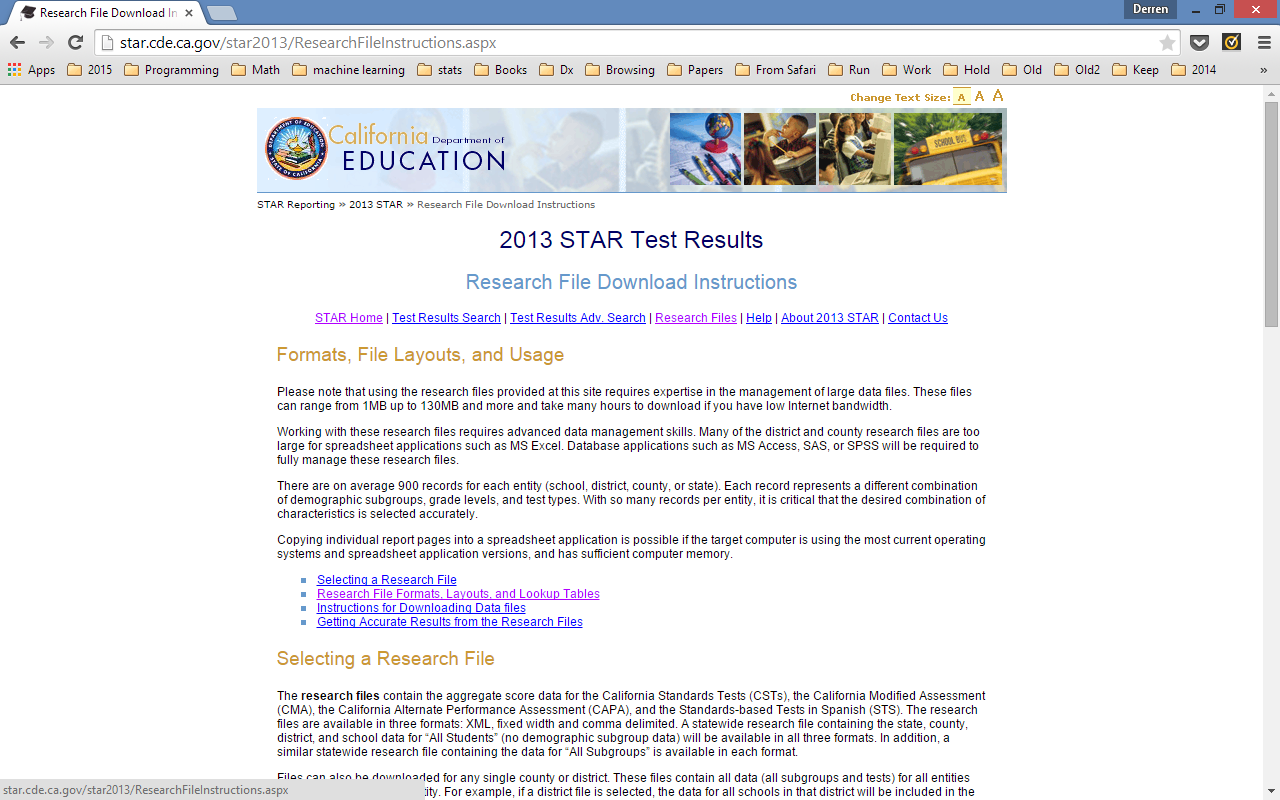 Research File Download In
Derren
star.cde.ca.gov/star2013/ResearchFileInstructions.aspx
Apps 2015 Programming Math machine learning stats Books Dx Browsing Papers From Safari Run Work Hold Old Old2 Keep 2014 »
Change Text Size: A A A
California Department of
EDUCATION
SCHOOL BUS
STAR Reporting » 2013 STAR » Research File Download Instructions
2013 STAR Test Results
Research File Download Instructions
STAR Home | Test Results Search | Test Results Adv. Search | Research Files | Help | About 2013 STAR | Contact Us
Formats, File Layouts, and Usage
Please note that using the research files provided at this site requires expertise in the management of large data files. These files
can range from 1MB up to 130MB and more and take many hours to download if you have low Internet bandwidth.
Working with these research files requires advanced data management skills. Many of the district and county research files are too
large for spreadsheet applications such as MS Excel. Database applications such as MS Access, SAS, or SPSS will be required to
fully manage these research files.
There are on average 900 records for each entity (school, district, county, or state). Each record represents a different combination
of demographic subgroups, grade levels, and test types. With so many records per entity, it is critical that the desired combination of
characteristics is selected accurately.
Copying individual report pages into a spreadsheet application is possible if the target computer is using the most current operating
systems and spreadsheet application versions, and has sufficient computer memory.
Selecting a Research File
Research File Formats, Layouts, and Lookup Tables
Instructions for Downloading Data files
Getting Accurate Results from the Research Files
Selecting a Research File
The research files contain the aggregate score data for the California Standards Tests (CSTs), the California Modified Assessment
(CMA), the California Alternate Performance Assessment (CAPA), and the Standards-based Tests in Spanish (STS). The research
files are available in three formats: XML, fixed width and comma delimited. A statewide research file containing the state, county,
district, and school data for “All Students” (no demographic subgroup data) will be available in all three formats. In addition, a
similar statewide research file containing the data for “All Subgroups” is available in each format.
Files can also be downloaded for any single county or district. These files contain all data (all subgroups and tests) for all entities
tity. For example, if a district file is selected, the data for all schools in that district will be included in the
star.cde.ca.gov/star2013/ResearchFileInstructions.aspx